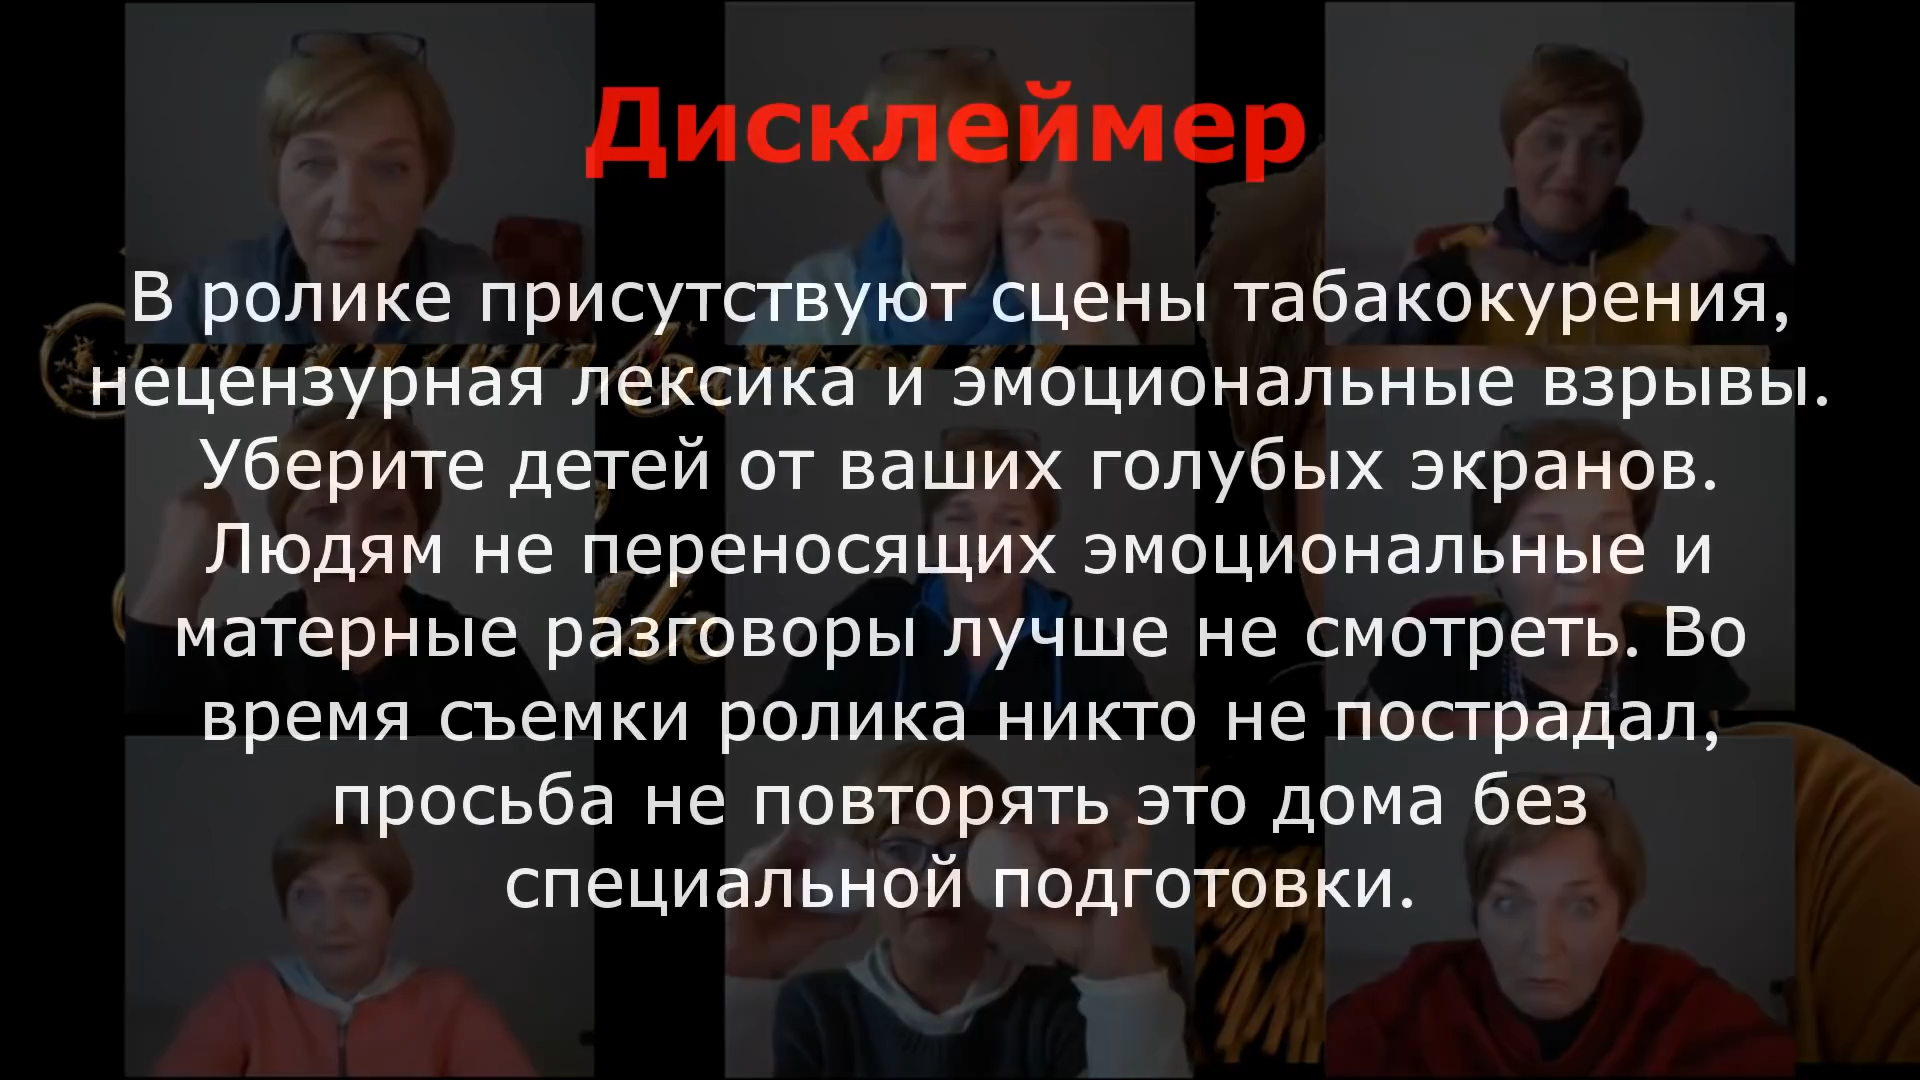 Дисклеймер
В ролике присутствуют сцены табакокурения,
нецензурная лексика и эмоциональные взрывы.
Уберите детей от ваших голубых экранов.
Людям не переносящих эмоциональные и
матерные разговоры лучше не смотреть. Во
время съемки ролика никто не пострадал,
просьба не повторять это дома без
специальной подготовки.